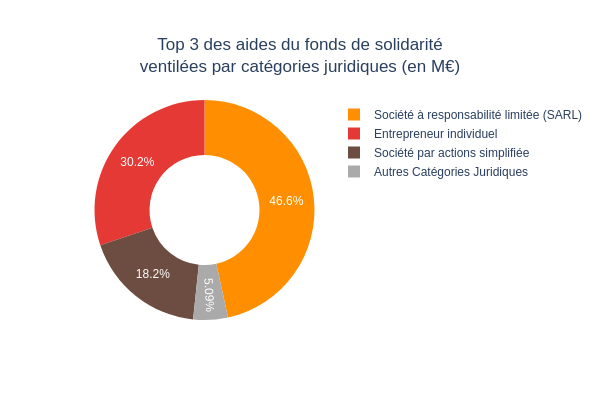 Top 3 des aides du fonds de solidarité
ventilées par catégories juridiques (en M€)
Société à responsabilité limitée (SARL)
Entrepreneur individuel
Société par actions simplifiée
Autres Catégories Juridiques
30.2%
46.6%
18.2%
5.09%